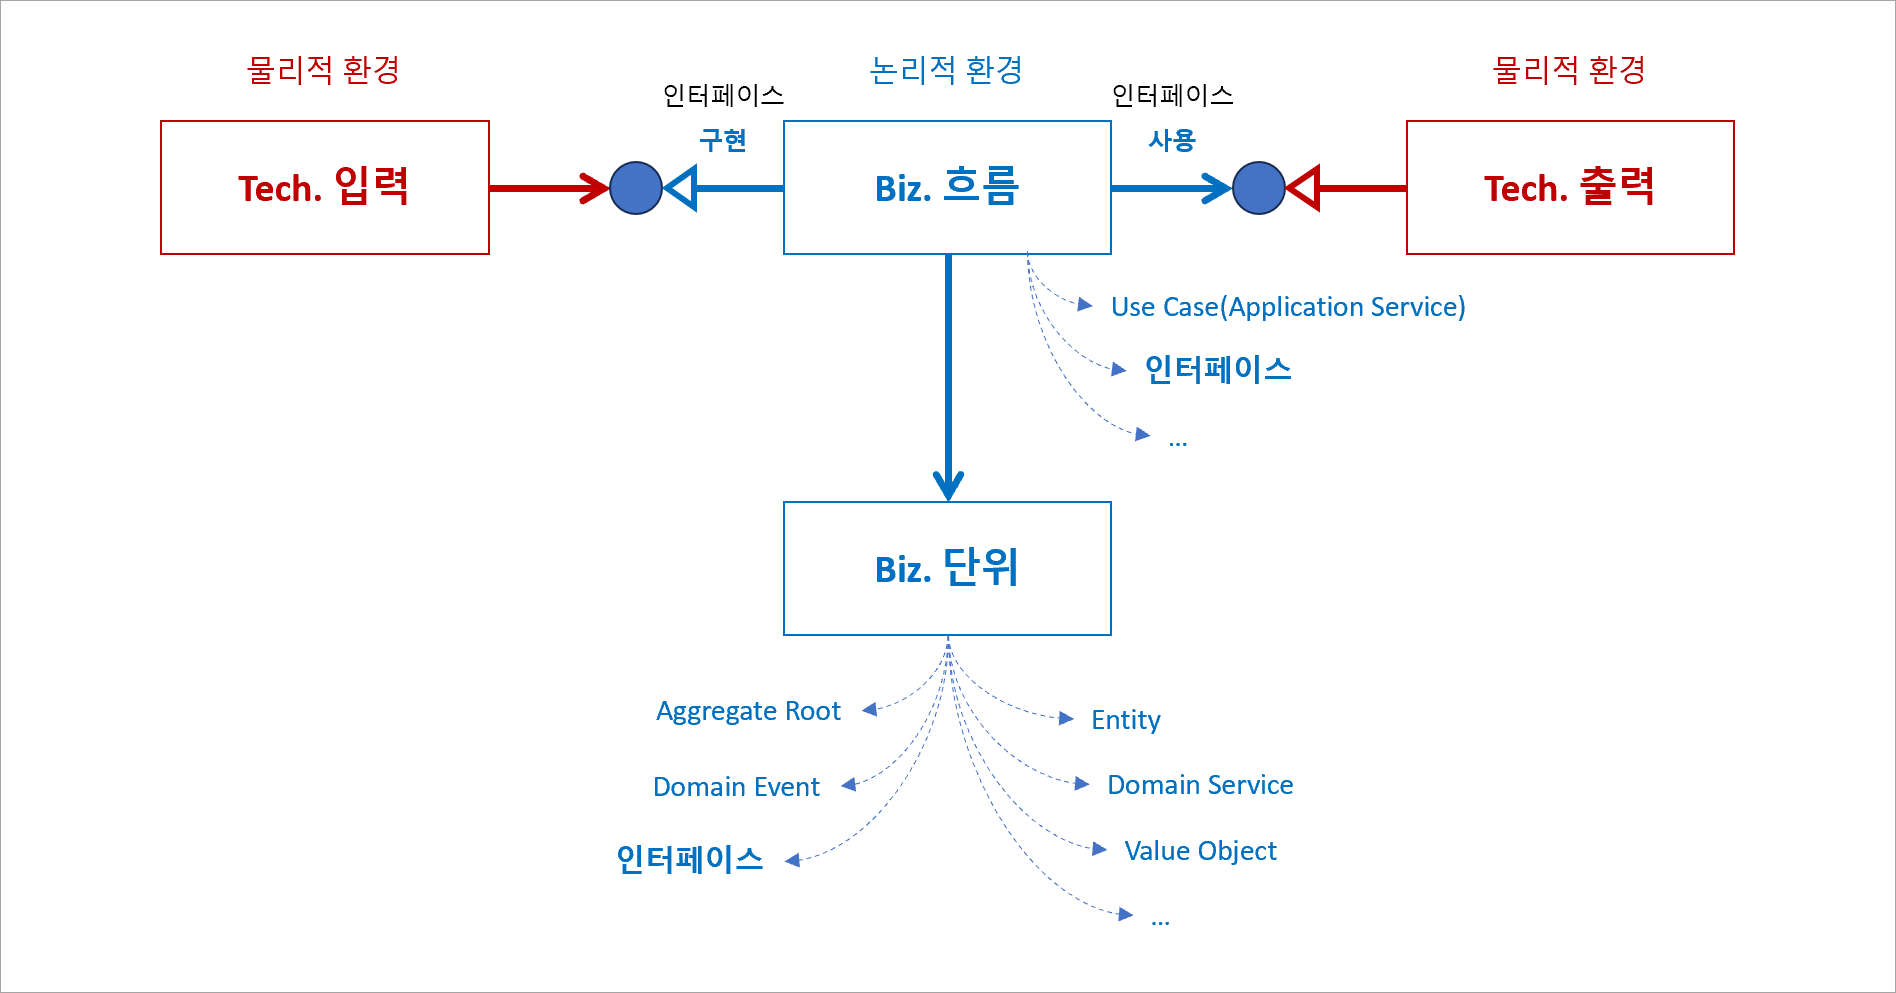 물리적 환경
논리적 환경
물리적 환경
인터페이스
구현
인터페이스
사용
Tech. 입력
Biz. 흐름
Tech. 출력
Use Case(Application Service)
인터페이스
...
Biz. 단위
Aggregate Root
Entity
Domain Event
Domain Service
인터페이스
Value Object
...